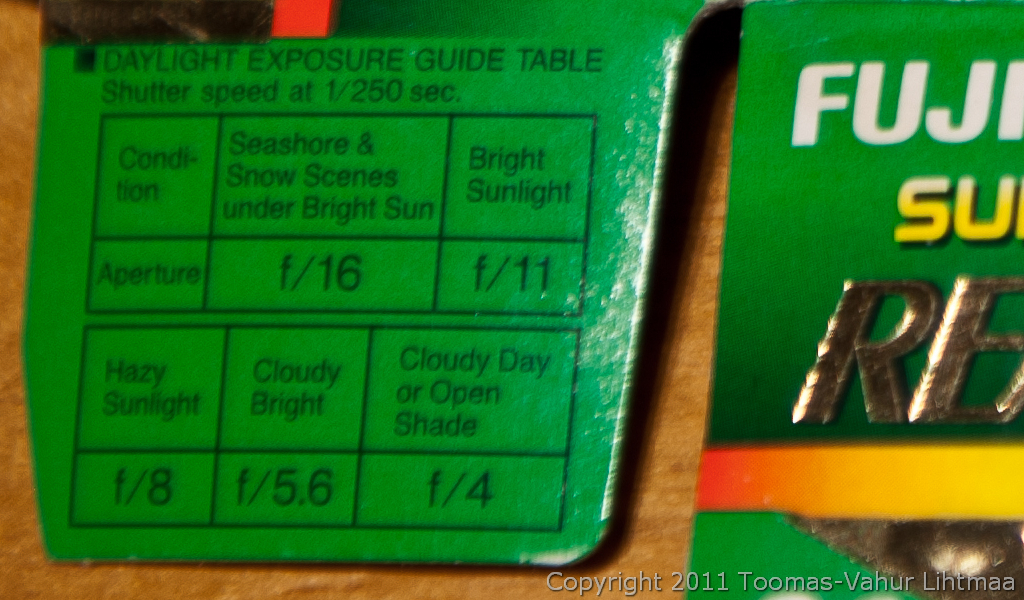 DAYLIGHT EXPOSURE GUIDE TABLE
Shutter speed at 1/250 sec.
Condi-
tion
Seashore &
Snow Scenes
under Bright Sun
Bright
Sunlight
Aperture
f/16
f/11
Hazy
Sunlight
Cloudy
Bright
Cloudy Day
or Open
Shade
f/8
f/5.6
f/4
FUJI
SU
RE
Copyright 2011 Toomas-Vahur Lihtmaa